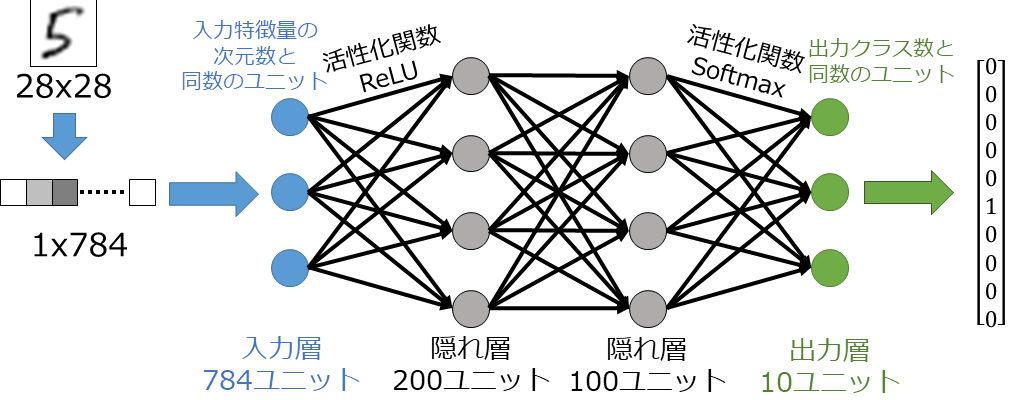 5
28x28
1x784
入力特徴量の
次元数と
同数のユニット
活性化関数
ReLU
活性化関数
Softmax
出力クラス数と
同数のユニット
0
0
0
0
0
1
0
0
0
0
入力層
784ユニット
隠れ層
200ユニット
隠れ層
100ユニット
出力層
10ユニット